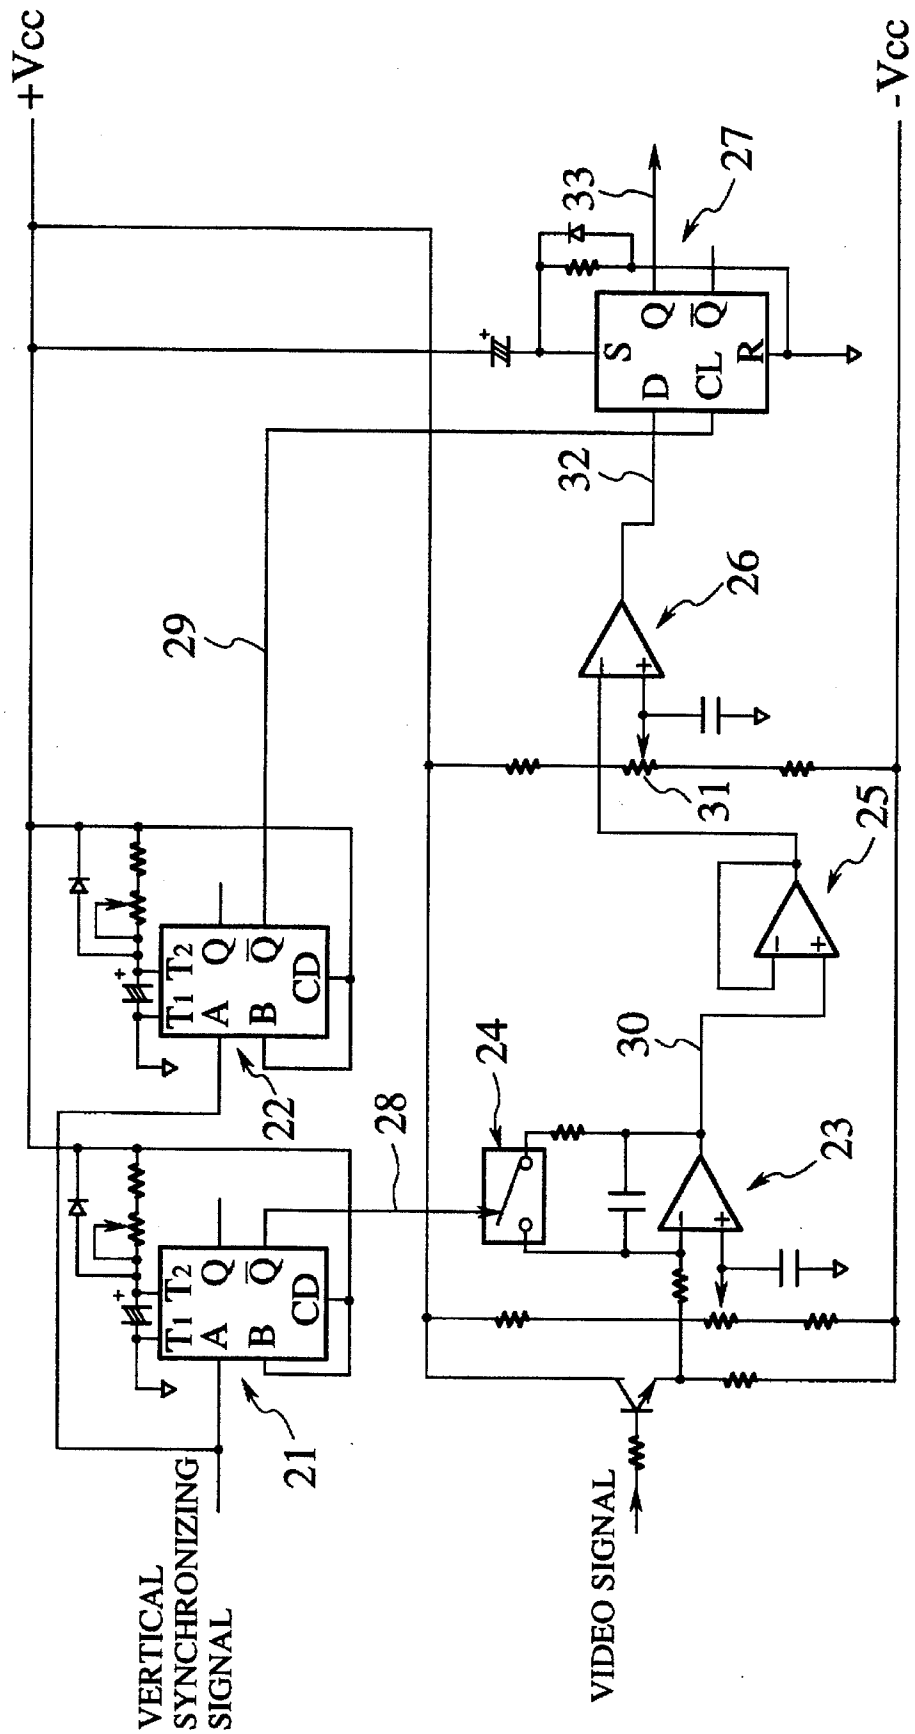 +Vcc
-Vcc
VERTICAL
SYNCHRONIZING
SIGNAL
21
T1 T2
A Q
B Q̅
CD
28
22
T1 T2
A Q
B Q̅
CD
29
VIDEO SIGNAL
24
-
+
23
30
-
+
25
31
-
+
26
32
S
D Q
CL Q̅
R
33
27
+
+
+